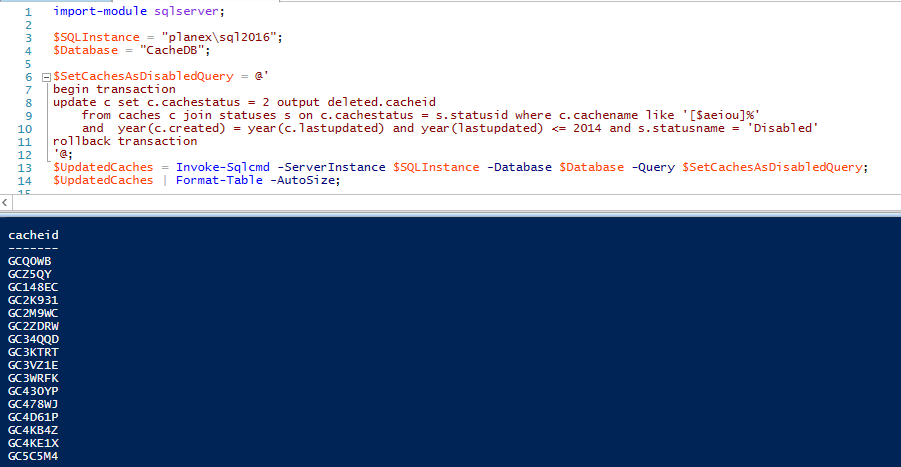 1 import-module sqlserver;
2
3 $SQLInstance = "planex\sql2016";
4 $Database = "CacheDB";
5
6 $SetCachesAsDisabledQuery = @'
7 begin transaction
8 update c set c.cachestatus = 2 output deleted.cacheid
9 from caches c join statuses s on c.cachestatus = s.statusid where c.cachename like '[$aeiou]%'
10 and year(c.created) = year(c.lastupdated) and year(lastupdated) <= 2014 and s.statusname = 'Disabled'
11 rollback transaction
12 '@;
13 $UpdatedCaches = Invoke-Sqlcmd -ServerInstance $SQLInstance -Database $Database -Query $SetCachesAsDisabledQuery;
14 $UpdatedCaches | Format-Table -AutoSize;
15
cacheid
-------
GCQ0WB
GCZ5QY
GC148EC
GC2K931
GC2M9WC
GC2ZDRW
GC34QQD
GC3KTRT
GC3VZ1E
GC3WRFK
GC430YP
GC478WJ
GC4D61P
GC4KB4Z
GC4KE1X
GC5C5M4